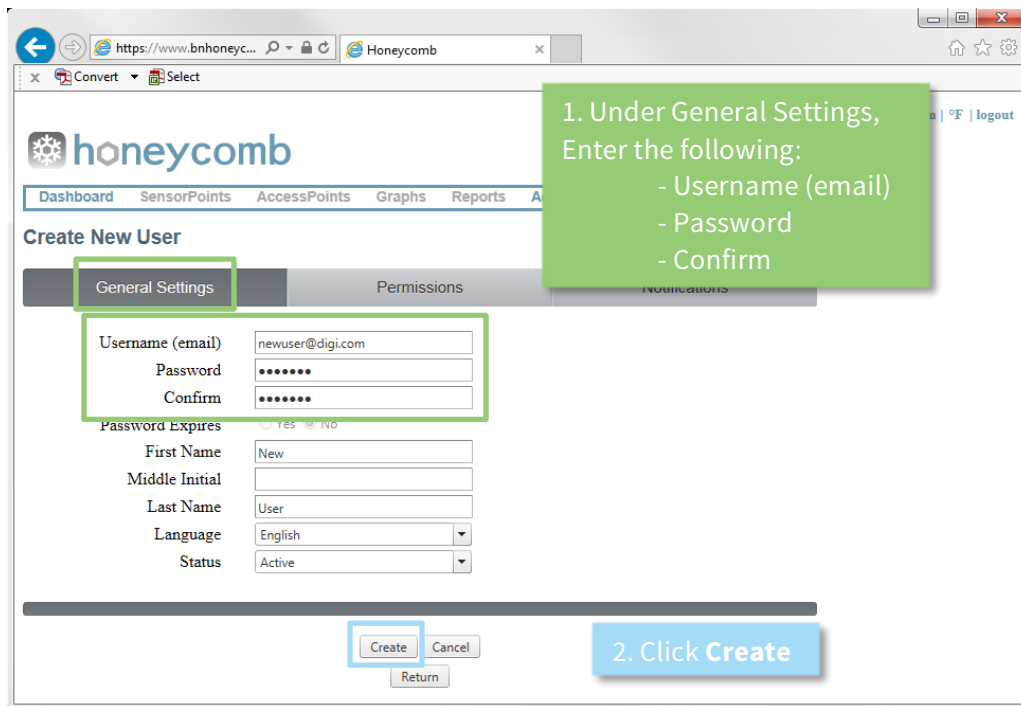 https://www.bnhoneyc...
Honeycomb
x Convert Select
| °F | logout
honeycomb
Dashboard SensorPoints AccessPoints Graphs Reports
Create New User
General Settings Permissions Notifications
1. Under General Settings,
Enter the following:
- Username (email)
- Password
- Confirm
Username (email) newuser@digi.com
Password •••••••
Confirm •••••••
Password Expires Yes No
First Name New
Middle Initial
Last Name User
Language English
Status Active
Create Cancel
Return
2. Click Create